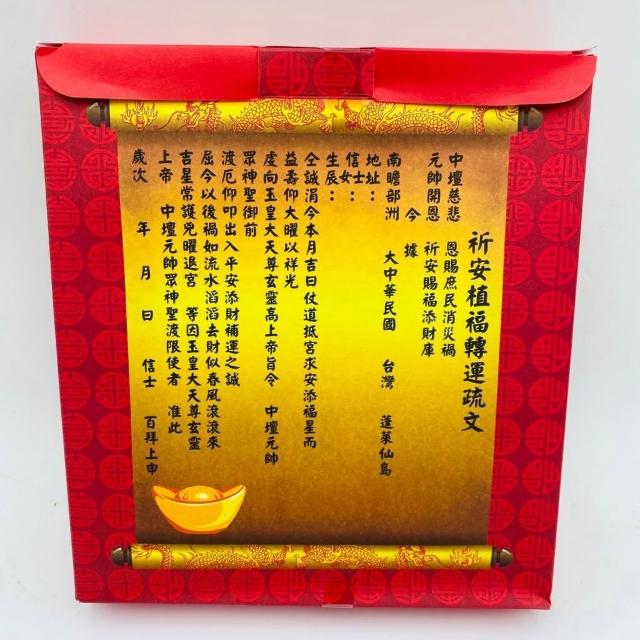 祈安植福轉運疏文
中壇慈悲 恩賜庶民消災禍
元帥開恩 祈安賜福添財庫
今據
南瞻部洲 大中華民國 台灣 蓬萊仙島
地址：
信士：
信女：
生辰：
仝誠涓今本月吉日仗道抵宮求安添福星而
益壽仰大曜以祥光
虔向玉皇大天尊玄靈高上帝旨令 中壇元帥
眾神聖御前
渡厄仰叩出入平安添財補運之誠
屈今以後禍如流水滔滔去財似春風滾滾來
吉星常護兇曜退宮 等因玉皇大天尊玄靈
上帝 中壇元帥眾神聖渡限使者 准此
歲次 年 月 日 信士 百拜上申